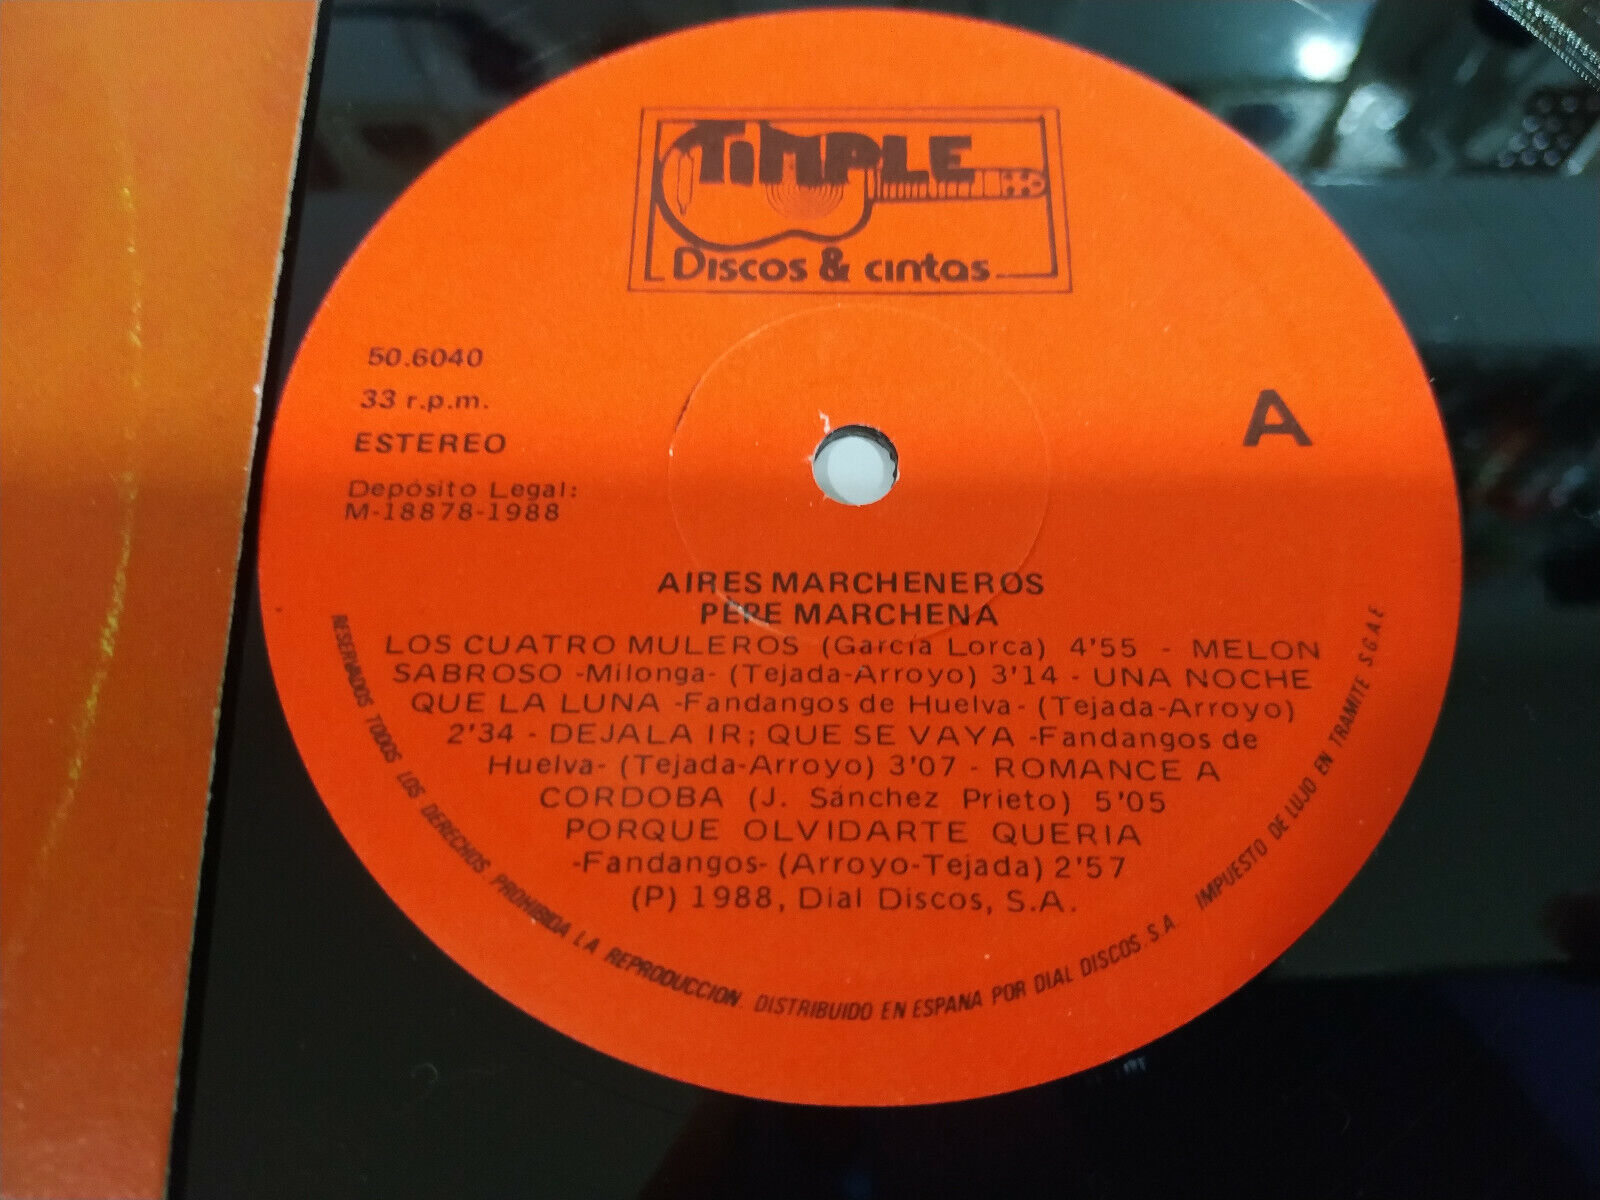 TIMPLE
Discos & cintas
50.6040
33 r.p.m.
ESTEREO
Depósito Legal:
M-18878-1988
A
AIRES MARCHENEROS
PEPE MARCHENA
LOS CUATRO MULEROS (García Lorca) 4'55 - MELON
SABROSO -Milonga- (Tejada-Arroyo) 3'14 - UNA NOCHE
QUE LA LUNA -Fandangos de Huelva- (Tejada-Arroyo)
2'34 - DEJALA IR; QUE SE VAYA -Fandangos de
Huelva- (Tejada-Arroyo) 3'07 - ROMANCE A
CORDOBA (J. Sánchez Prieto) 5'05
PORQUE OLVIDARTE QUERIA
-Fandangos- (Arroyo-Tejada) 2'57
(P) 1988, Dial Discos, S.A.
RESERVADOS TODOS LOS DERECHOS. PROHIBIDA LA REPRODUCCION. DISTRIBUIDO EN ESPAÑA POR DIAL DISCOS S.A. IMPUESTO DE LUJO EN TRAMITE S.G.A.E